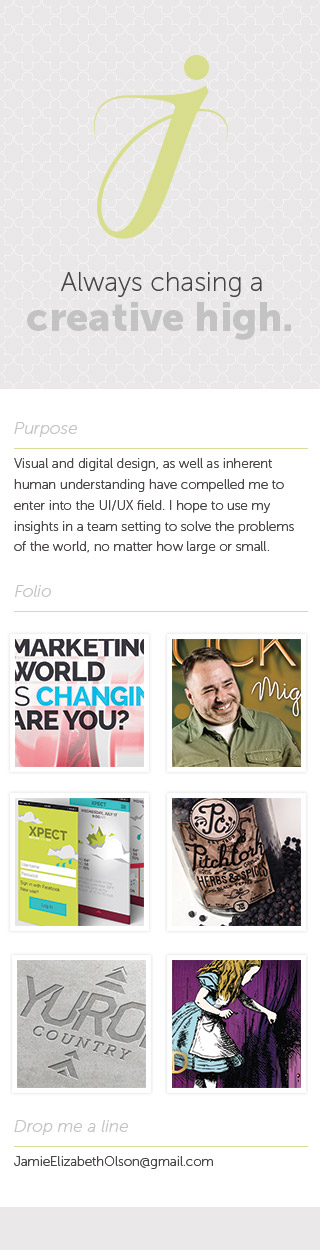 j
Always chasing a
creative high.
Purpose
Visual and digital design, as well as inherent
human understanding have compelled me to
enter into the UI/UX field. I hope to use my
insights in a team setting to solve the problems
of the world, no matter how large or small.
Folio
MARKETING
WORLD
IS CHANGIN
ARE YOU?
UCK
Mig
XPECT
Username
Password
Sign in with Facebook
New user?
Log in
XPECT
WEDNESDAY, JULY 17
Pc
Pitchfork
HERBS & SPICES
YURO
COUNTRY
Drop me a line
JamieElizabethOlson@gmail.com